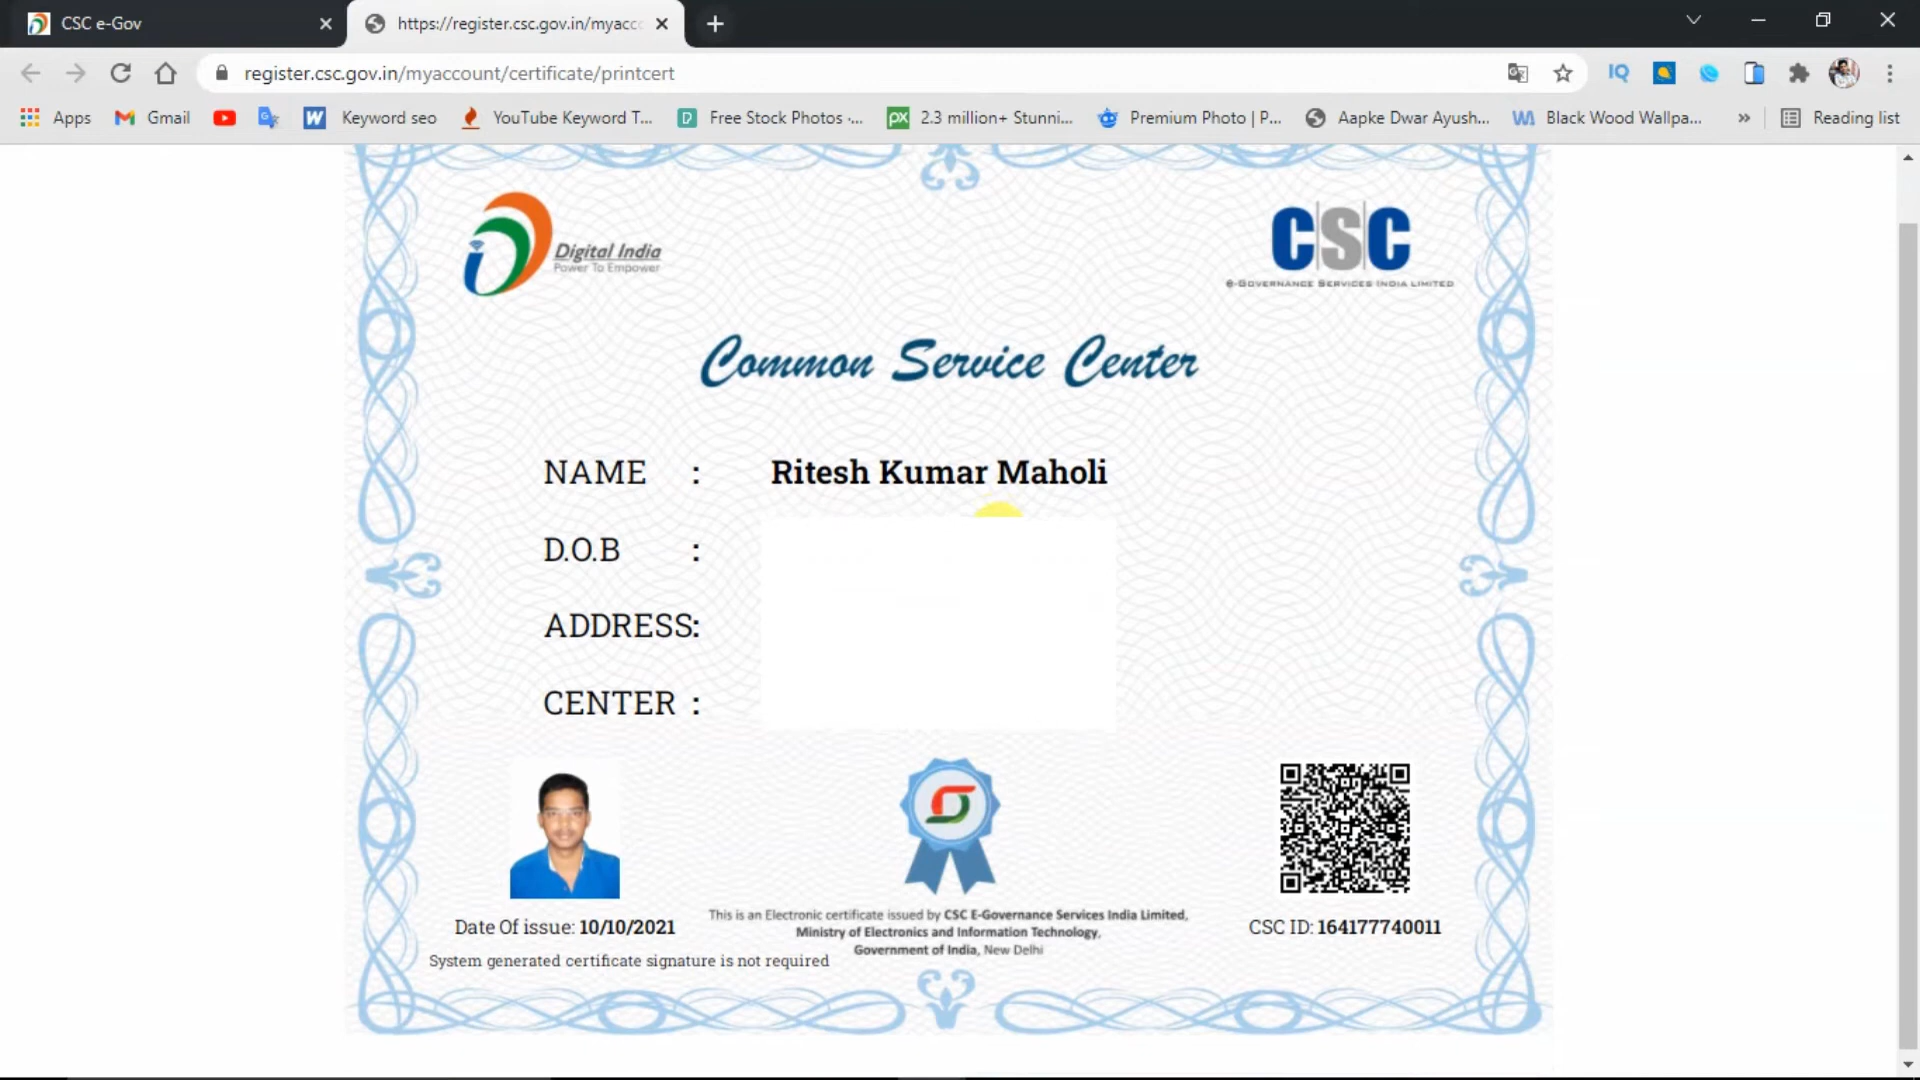 CSC e-Gov
https://register.csc.gov.in/myacc
register.csc.gov.in/myaccount/certificate/printcert
IQ
Apps
Gmail
W Keyword seo
YouTube Keyword T...
Free Stock Photos ·...
px 2.3 million+ Stunni...
Premium Photo | P...
Aapke Dwar Ayush...
Black Wood Wallpa...
»
Reading list
Digital India
Power To Empower
CSC
e-Governance Services India Limited
Common Service Center
NAME : Ritesh Kumar Maholi
D.O.B :
ADDRESS:
CENTER :
Date Of issue: 10/10/2021
This is an Electronic certificate issued by CSC E-Governance Services India Limited,
Ministry of Electronics and Information Technology,
Government of India, New Delhi
CSC ID: 164177740011
System generated certificate signature is not required